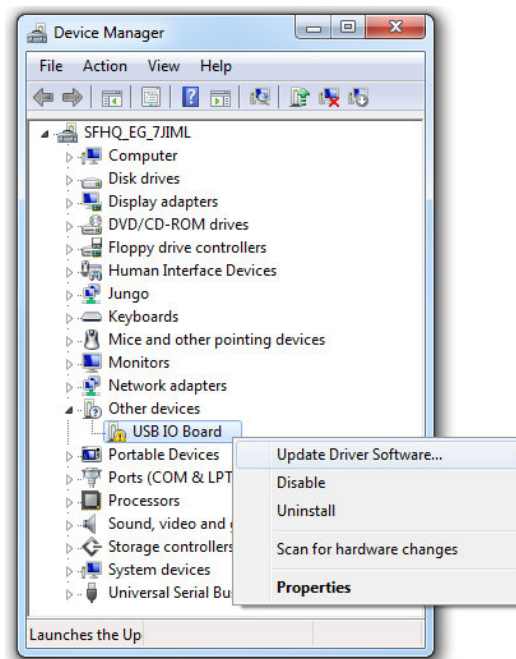 Device Manager
File Action View Help
SFHQ_EG_7JIML
Computer
Disk drives
Display adapters
DVD/CD-ROM drives
Floppy drive controllers
Human Interface Devices
Jungo
Keyboards
Mice and other pointing devices
Monitors
Network adapters
Other devices
USB IO Board
Portable Devices
Ports (COM & LPT
Processors
Sound, video and
Storage controllers
System devices
Universal Serial Bu
Update Driver Software...
Disable
Uninstall
Scan for hardware changes
Properties
Launches the Up